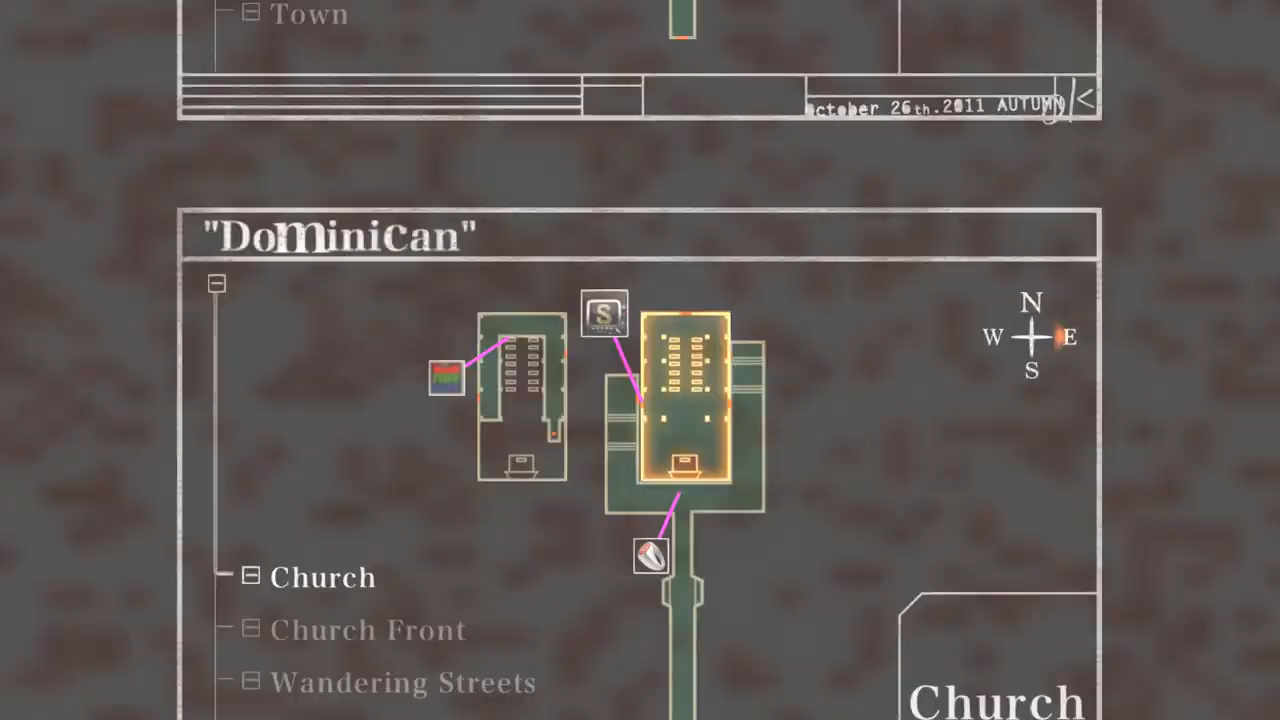 Town
October 26th.2011 AUTUMN
"Dominican"
S
N
W E
S
Church
Church Front
Wandering Streets
Church